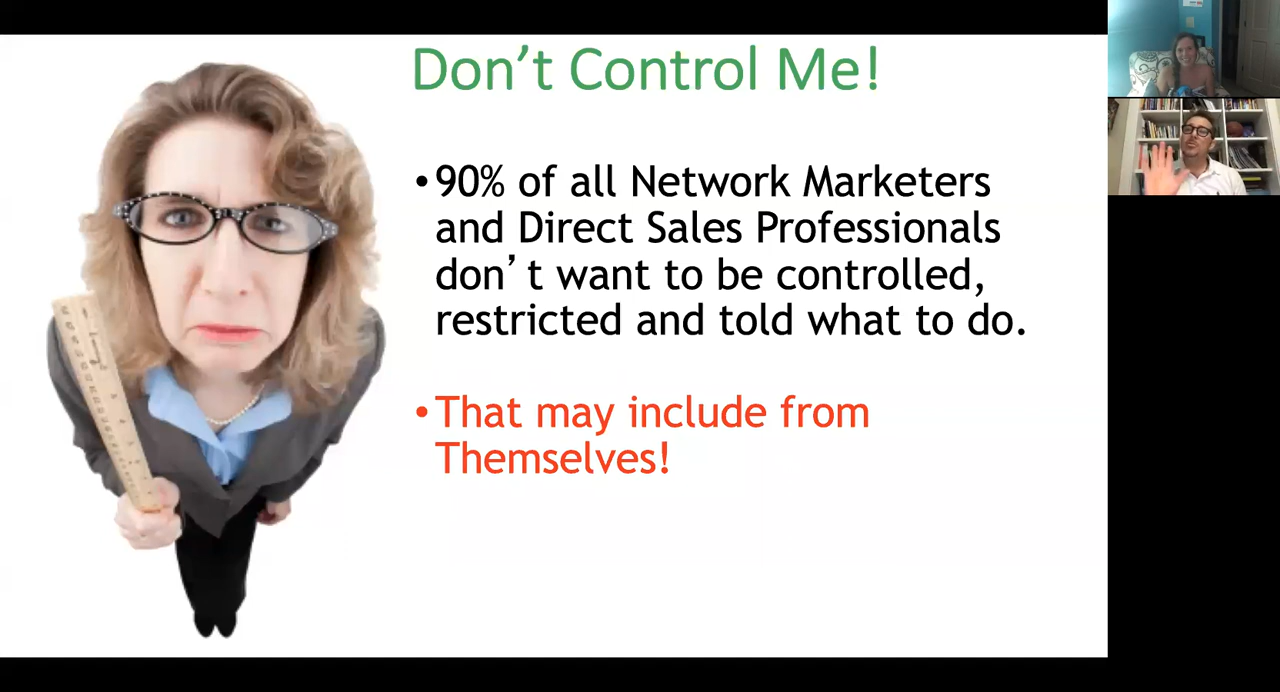 Don’t Control Me!
•90% of all Network Marketers
and Direct Sales Professionals
don’t want to be controlled,
restricted and told what to do.
•That may include from
Themselves!